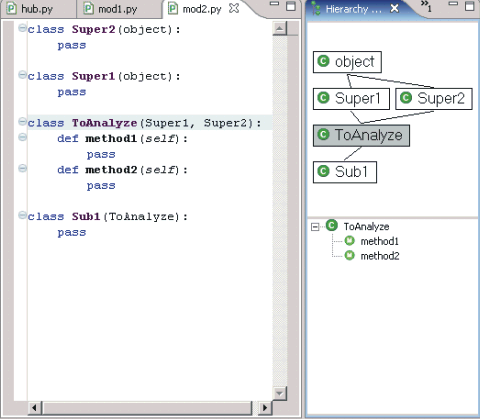 hub.py mod1.py mod2.py
class Super2(object):
    pass
class Super1(object):
    pass
class ToAnalyze(Super1, Super2):
    def method1(self):
        pass
    def method2(self):
        pass
class Sub1(ToAnalyze):
    pass
Hierarchy ... »1
object
Super1 Super2
ToAnalyze
Sub1
ToAnalyze
method1
method2